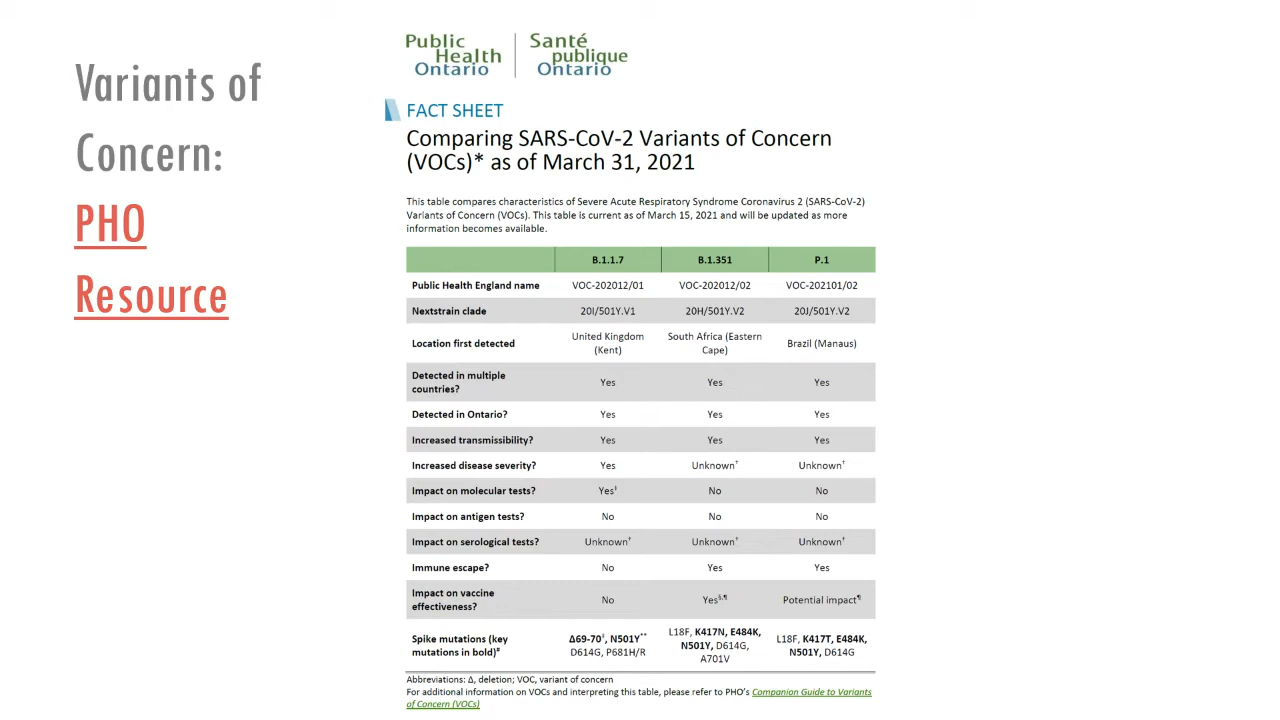 Variants of
Concern:
PHO
Resource
Public
Health
Ontario
Santé
publique
Ontario
FACT SHEET
Comparing SARS-CoV-2 Variants of Concern
(VOCs)* as of March 31, 2021
This table compares characteristics of Severe Acute Respiratory Syndrome Coronavirus 2 (SARS-CoV-2)
Variants of Concern (VOCs). This table is current as of March 15, 2021 and will be updated as more
information becomes available.
B.1.1.7 B.1.351 P.1
Public Health England name VOC-202012/01 VOC-202012/02 VOC-202101/02
Nextstrain clade 20I/501Y.V1 20H/501Y.V2 20J/501Y.V2
Location first detected United Kingdom (Kent) South Africa (Eastern Cape) Brazil (Manaus)
Detected in multiple countries? Yes Yes Yes
Detected in Ontario? Yes Yes Yes
Increased transmissibility? Yes Yes Yes
Increased disease severity? Yes Unknown† Unknown†
Impact on molecular tests? Yes‡ No No
Impact on antigen tests? No No No
Impact on serological tests? Unknown† Unknown† Unknown†
Immune escape? No Yes Yes
Impact on vaccine effectiveness? No Yes§,¶ Potential impact¶
Spike mutations (key mutations in bold)# Δ69-70‡, N501Y** D614G, P681H/R L18F, K417N, E484K, N501Y, D614G, A701V L18F, K417T, E484K, N501Y, D614G
Abbreviations: Δ, deletion; VOC, variant of concern
For additional information on VOCs and interpreting this table, please refer to PHO's Companion Guide to Variants
of Concern (VOCs)